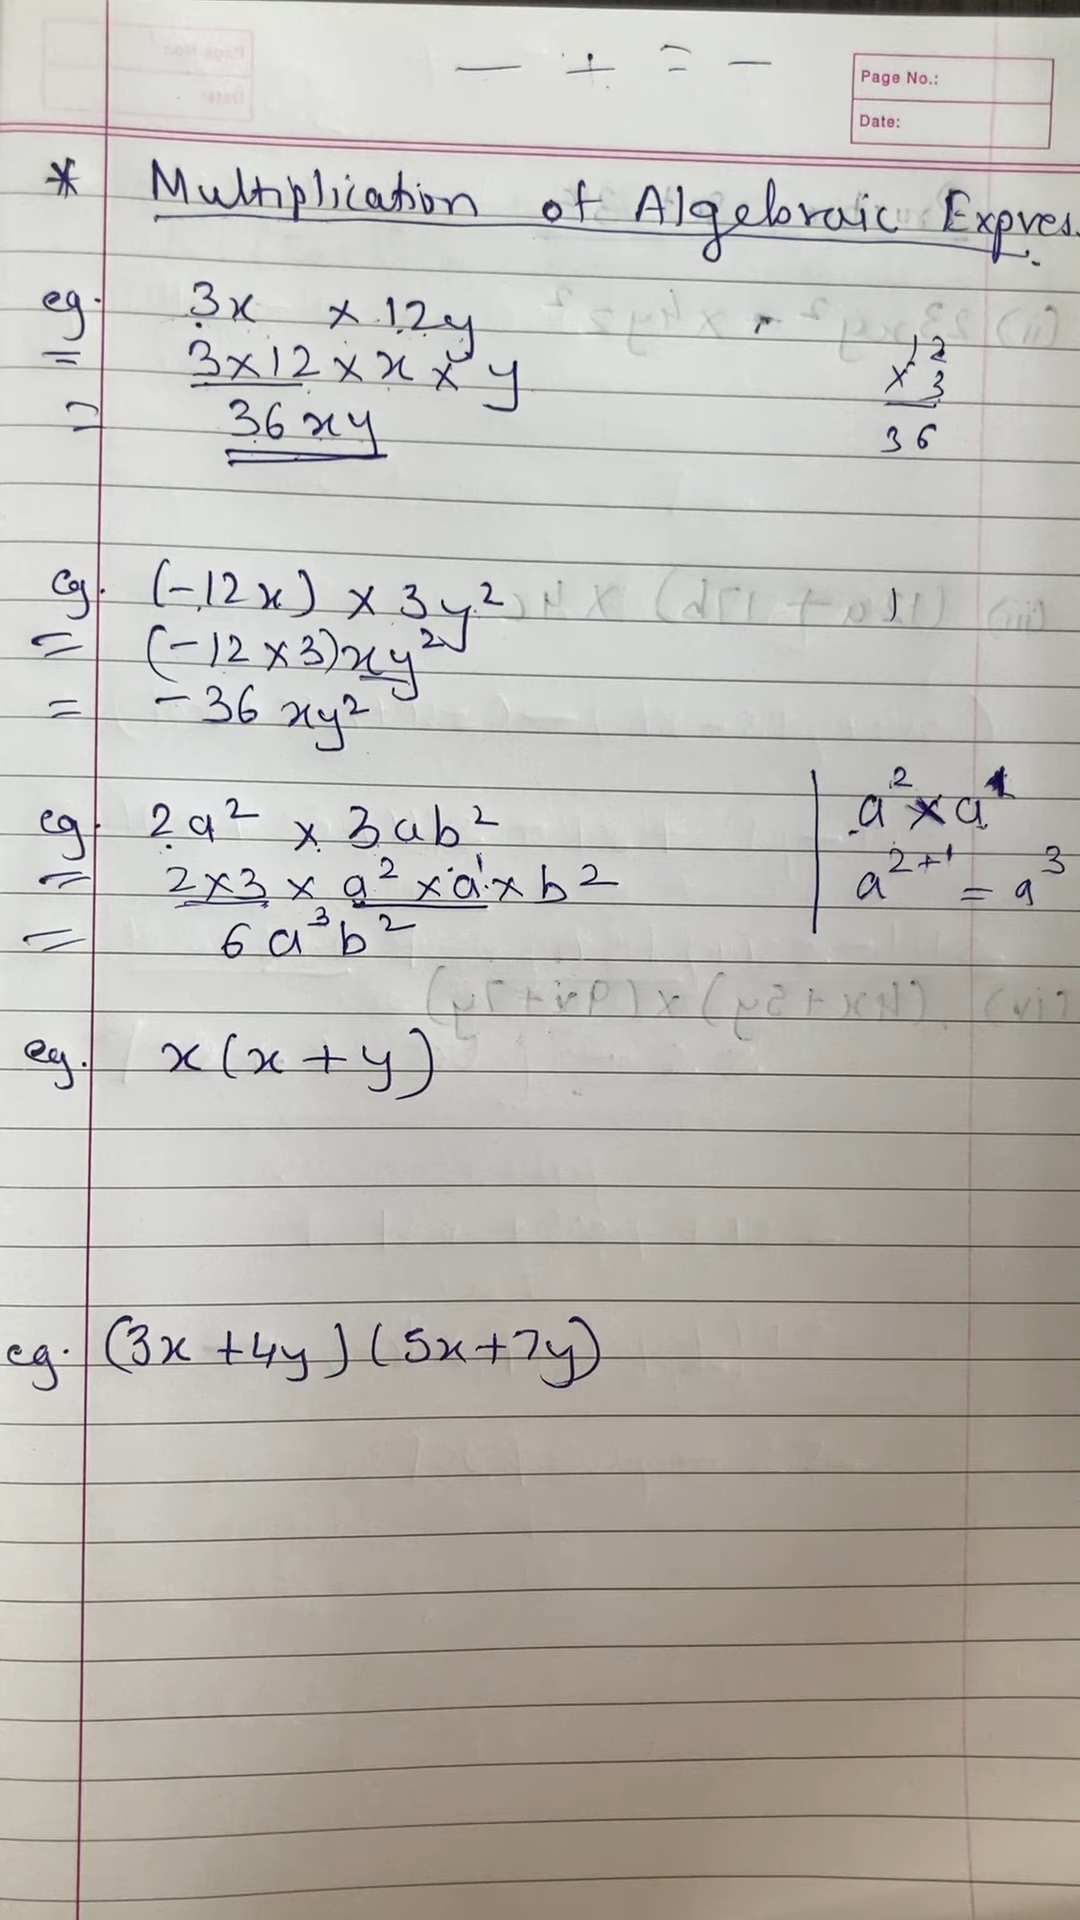 — + = —
Page No.:
Date:
* Multiplication of Algebraic Expres.
eg. 3x × 12y
= 3×12 × x × y
= 36xy
12
× 3
36
eg. (-12x) × 3y²
= (-12×3)xy²
= -36xy²
eg. 2a² × 3ab²
= 2×3 × a² × a¹ × b²
= 6a³b²
a² × a¹
a²⁺¹ = a³
eg. x(x+y)
eg. (3x+4y)(5x+7y)